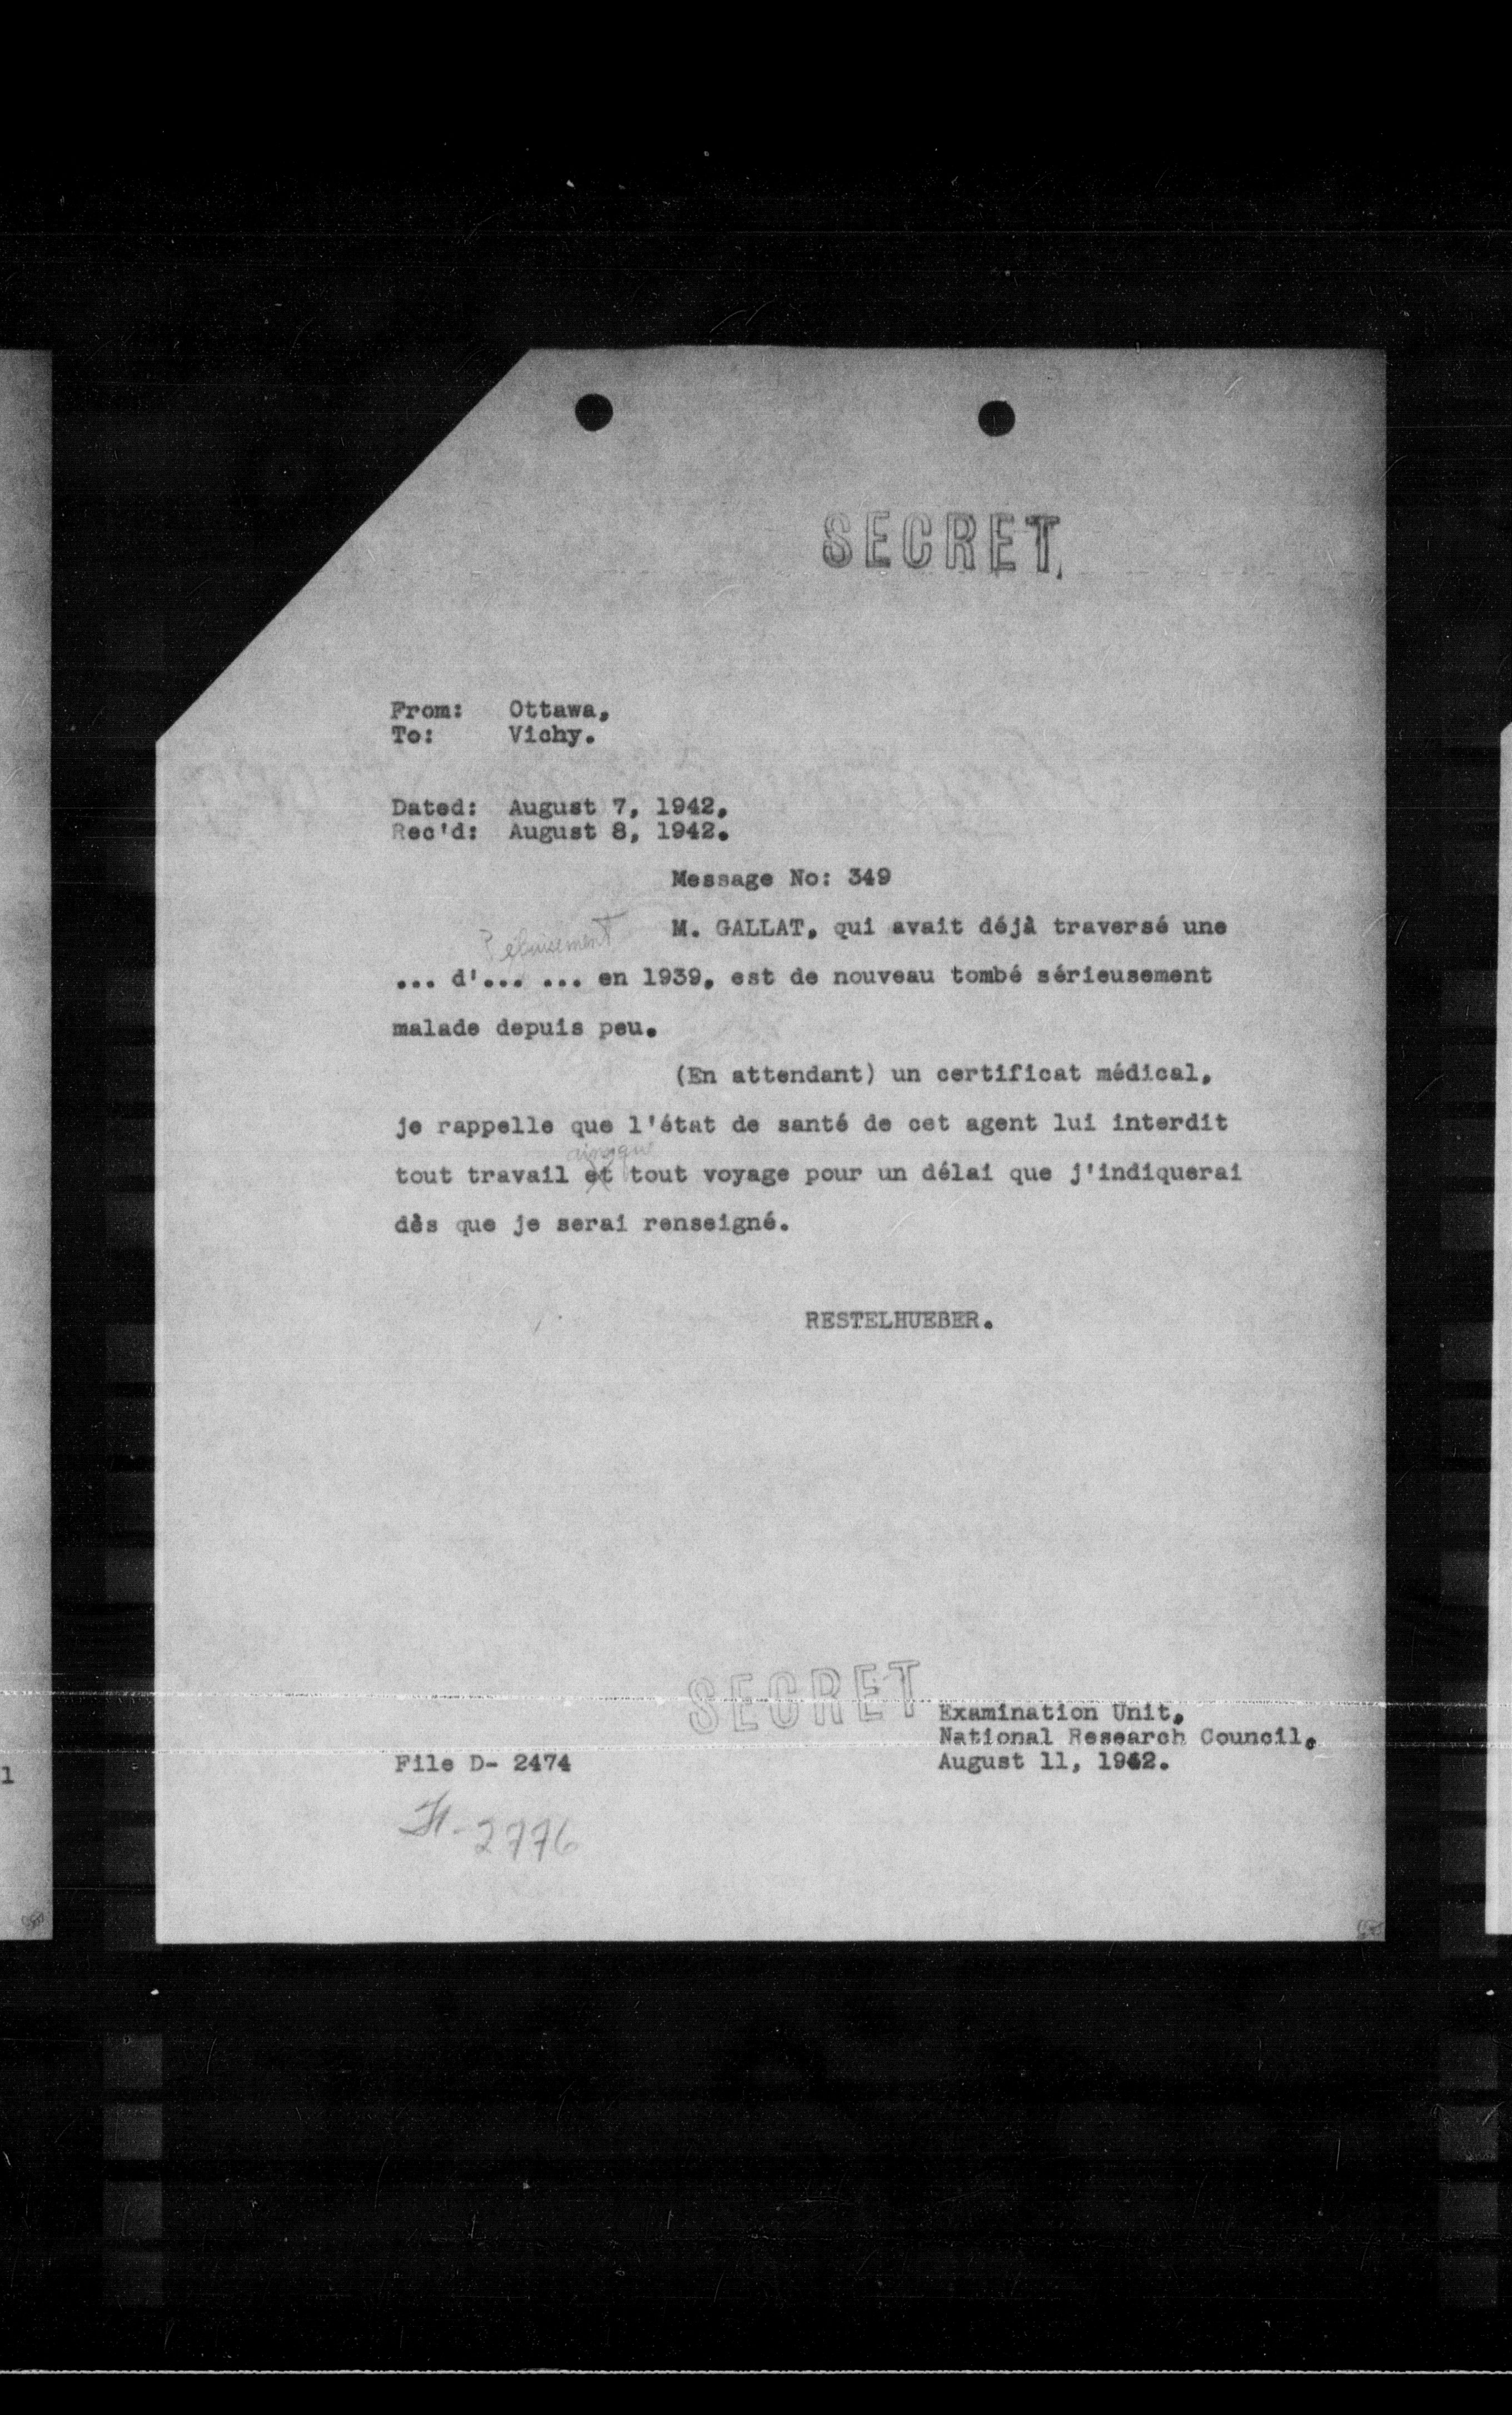 SECRET
From: Ottawa,
To: Vichy.
Dated: August 7, 1942.
Rec'd: August 8, 1942.
Message No: 349
M. GALLAT, qui avait déjà traversé une
? epuisement
... d'... ... en 1939, est de nouveau tombé sérieusement
malade depuis peu.
(En attendant) un certificat médical,
je rappelle que l'état de santé de cet agent lui interdit
ainsi que
tout travail et tout voyage pour un délai que j'indiquerai
dès que je serai renseigné.
RESTELHUEBER.
SECRET
Examination Unit,
National Research Council,
August 11, 1942.
File D- 2474
H-2776
1